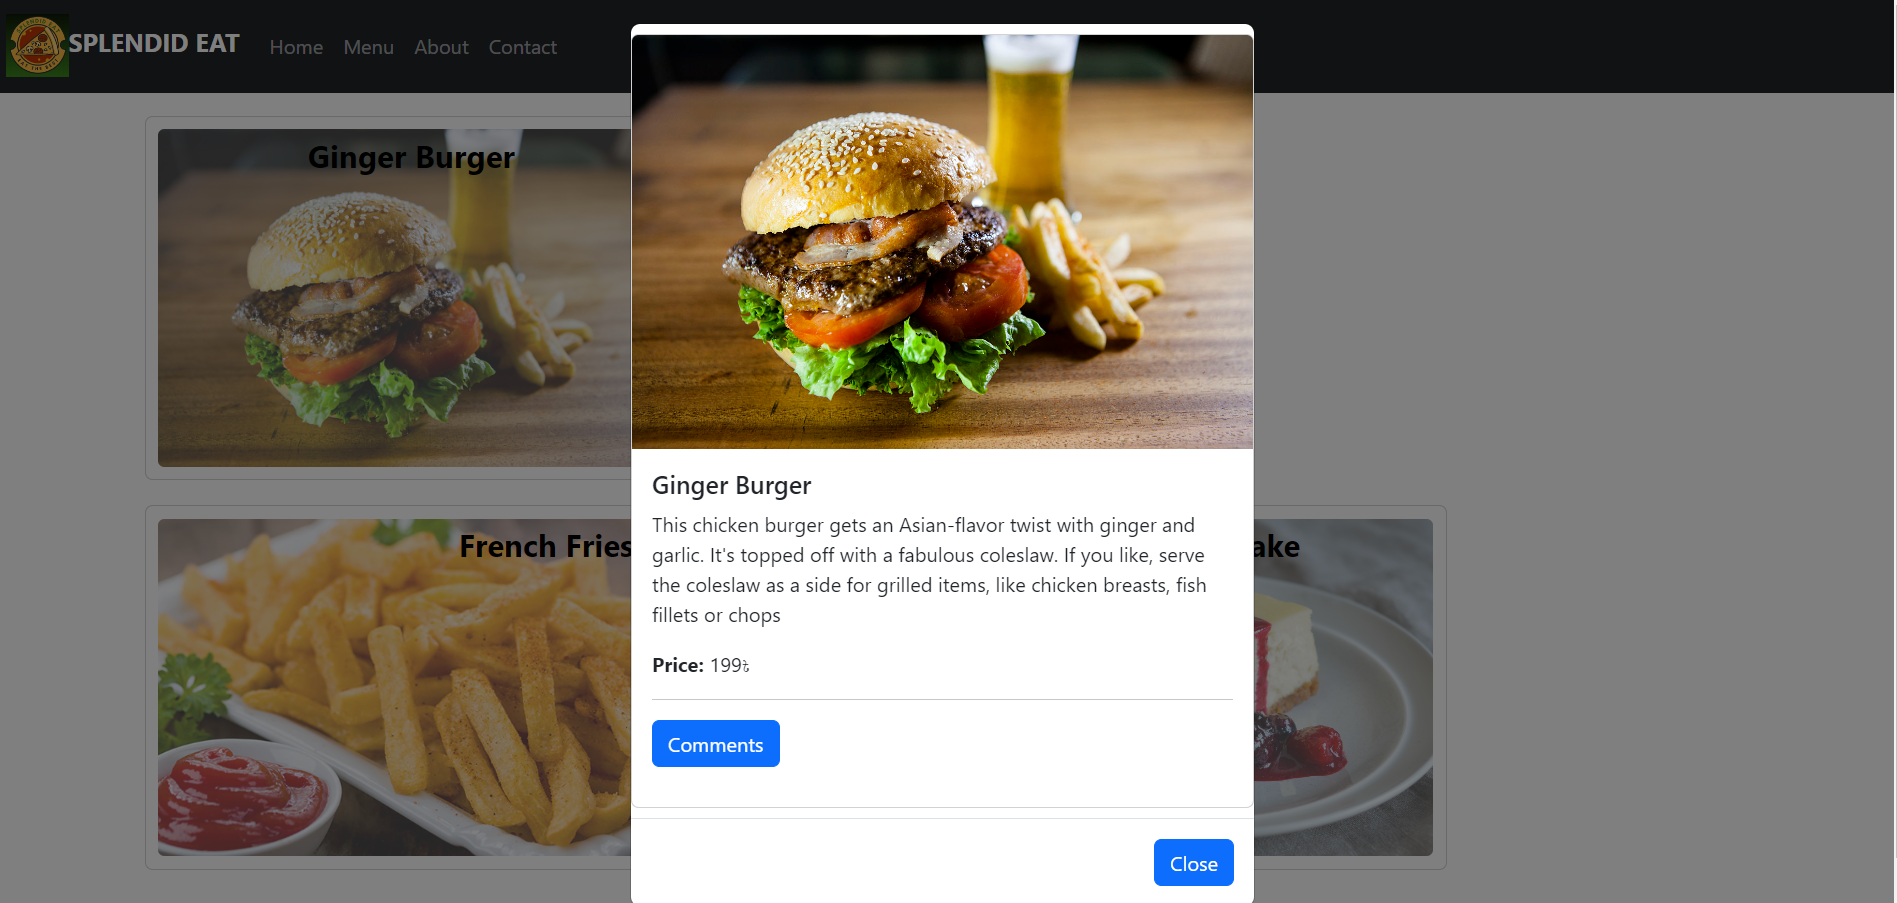 SPLENDID EAT
Home Menu About Contact
Ginger Burger
French Fries
ake
Ginger Burger
This chicken burger gets an Asian-flavor twist with ginger and
garlic. It's topped off with a fabulous coleslaw. If you like, serve
the coleslaw as a side for grilled items, like chicken breasts, fish
fillets or chops
Price: 199৳
Comments
Close